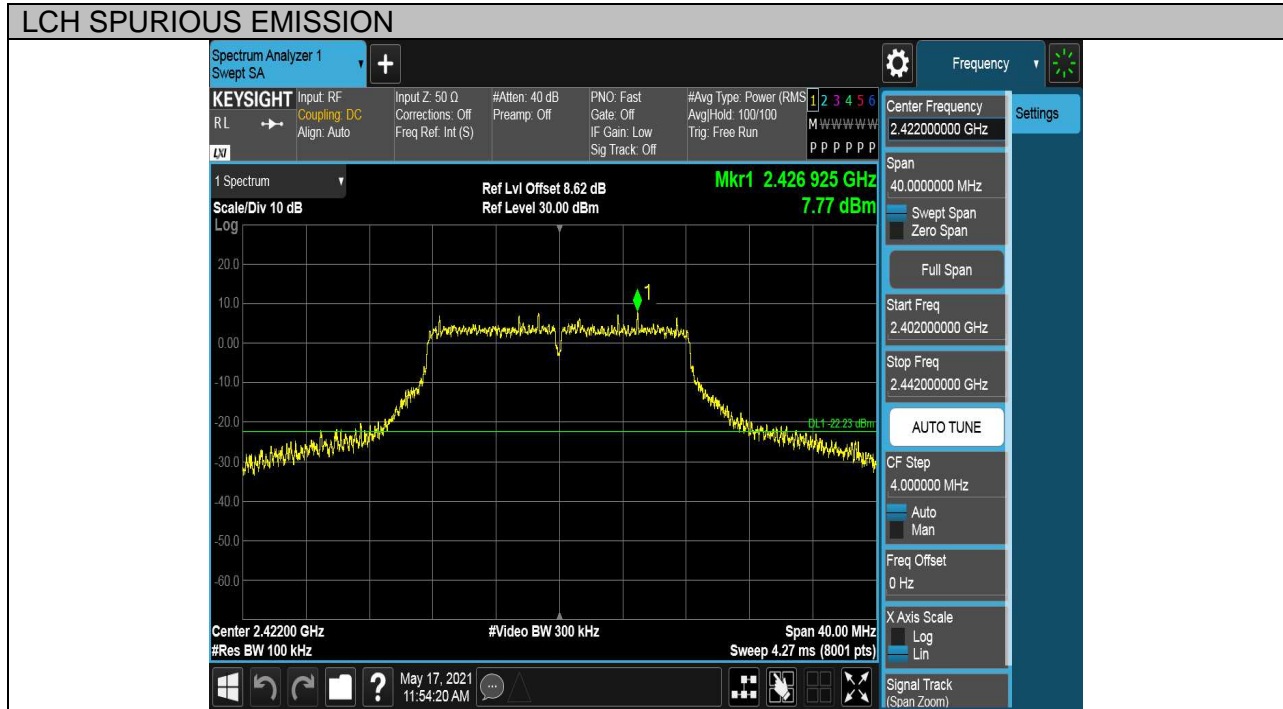 LCH SPURIOUS EMISSION
Spectrum Analyzer 1
Swept SA
+
Frequency
KEYSIGHT
RL
LXI
Input: RF
Coupling: DC
Align: Auto
Input Z: 50 Ω
Corrections: Off
Freq Ref: Int (S)
#Atten: 40 dB
Preamp: Off
PNO: Fast
Gate: Off
IF Gain: Low
Sig Track: Off
#Avg Type: Power (RMS
Avg|Hold: 100/100
Trig: Free Run
1 2 3 4 5 6
M W W W W W
P P P P P P
1 Spectrum
Scale/Div 10 dB
Ref Lvl Offset 8.62 dB
Ref Level 30.00 dBm
Mkr1 2.426 925 GHz
7.77 dBm
Log
20.0
10.0
0.00
-10.0
-20.0
-30.0
-40.0
-50.0
-60.0
1
DL1 -22.23 dBm
Center 2.42200 GHz
#Res BW 100 kHz
#Video BW 300 kHz
Span 40.00 MHz
Sweep 4.27 ms (8001 pts)
?
May 17, 2021
11:54:20 AM
Center Frequency
2.422000000 GHz
Settings
Span
40.0000000 MHz
Swept Span
Zero Span
Full Span
Start Freq
2.402000000 GHz
Stop Freq
2.442000000 GHz
AUTO TUNE
CF Step
4.000000 MHz
Auto
Man
Freq Offset
0 Hz
X Axis Scale
Log
Lin
Signal Track
(Span Zoom)